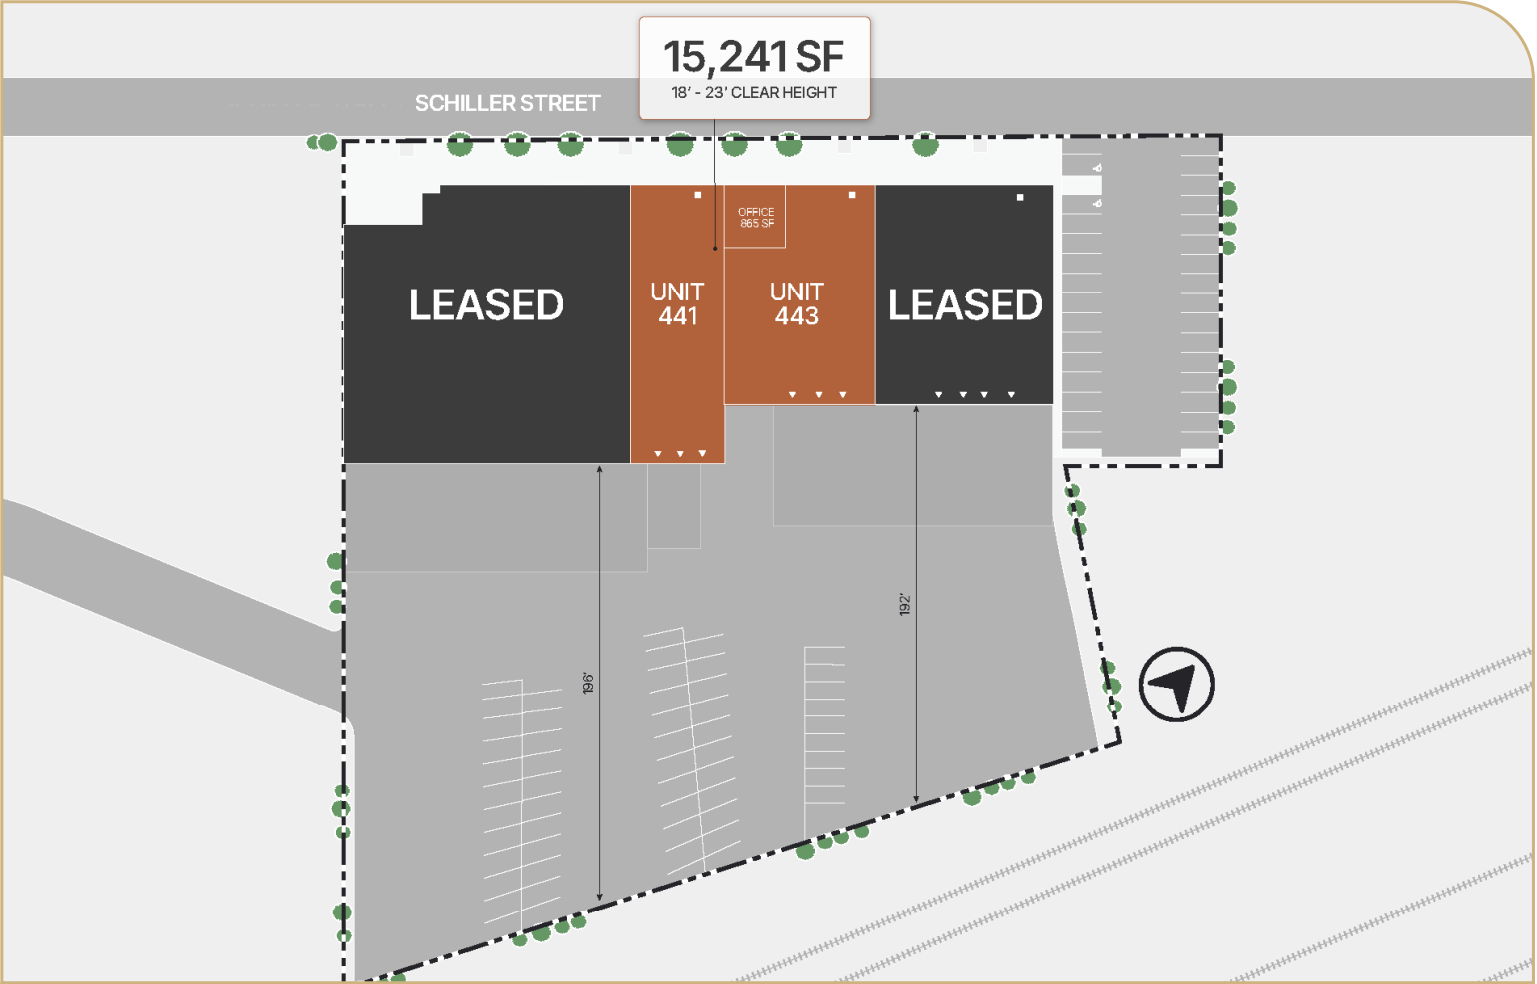 15,241 SF
18' - 23' CLEAR HEIGHT
SCHILLER STREET
OFFICE
865 SF
LEASED
UNIT
441
UNIT
443
LEASED
192'
196'